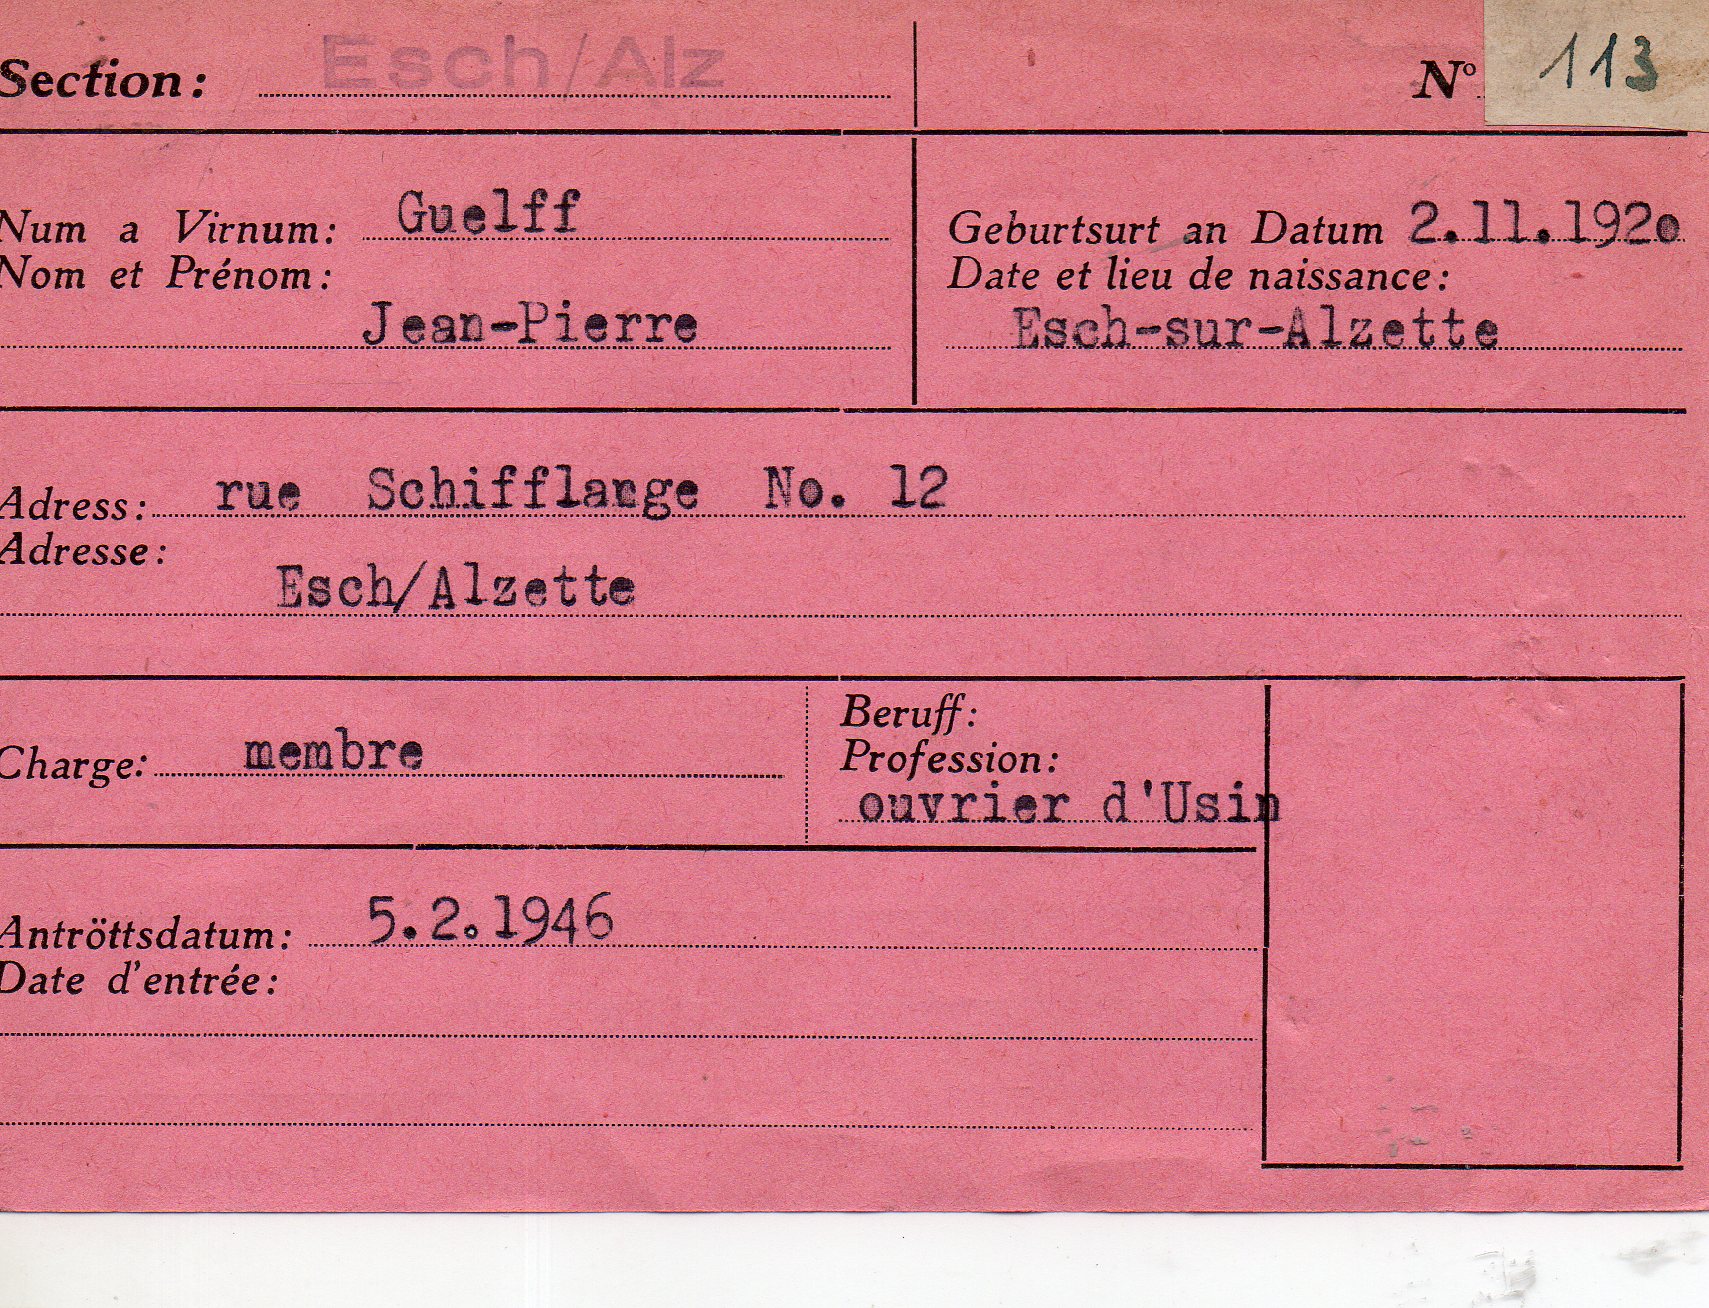 Section: Esch/Alz N° 113
Num a Virnum: Guelff
Nom et Prénom:
Jean-Pierre
Geburtsurt an Datum 2.11.1920
Date et lieu de naissance:
Esch-sur-Alzette
Adress: rue Schifflange No. 12
Adresse:
Esch/Alzette
Charge: membre
Beruff:
Profession:
ouvrier d'Usin
Antröttsdatum: 5.2.1946
Date d'entrée: